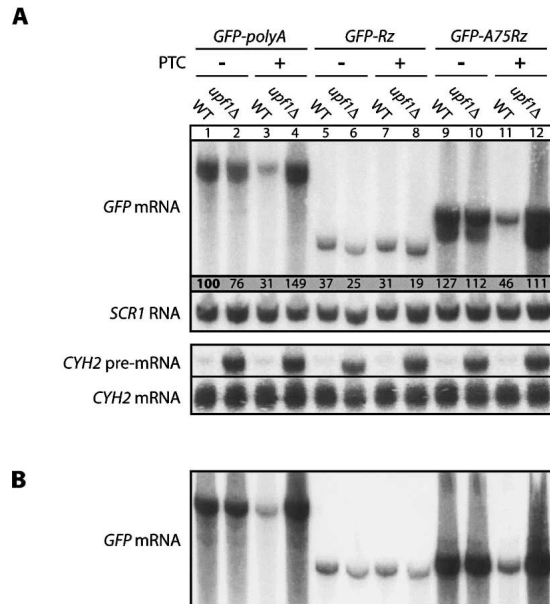 A
GFP-polyA GFP-Rz GFP-A75Rz
PTC - + - + - +
WT upf1Δ WT upf1Δ WT upf1Δ WT upf1Δ WT upf1Δ WT upf1Δ
1 2 3 4 5 6 7 8 9 10 11 12
GFP mRNA
100 76 31 149 37 25 31 19 127 112 46 111
SCR1 RNA
CYH2 pre-mRNA
CYH2 mRNA
B
GFP mRNA